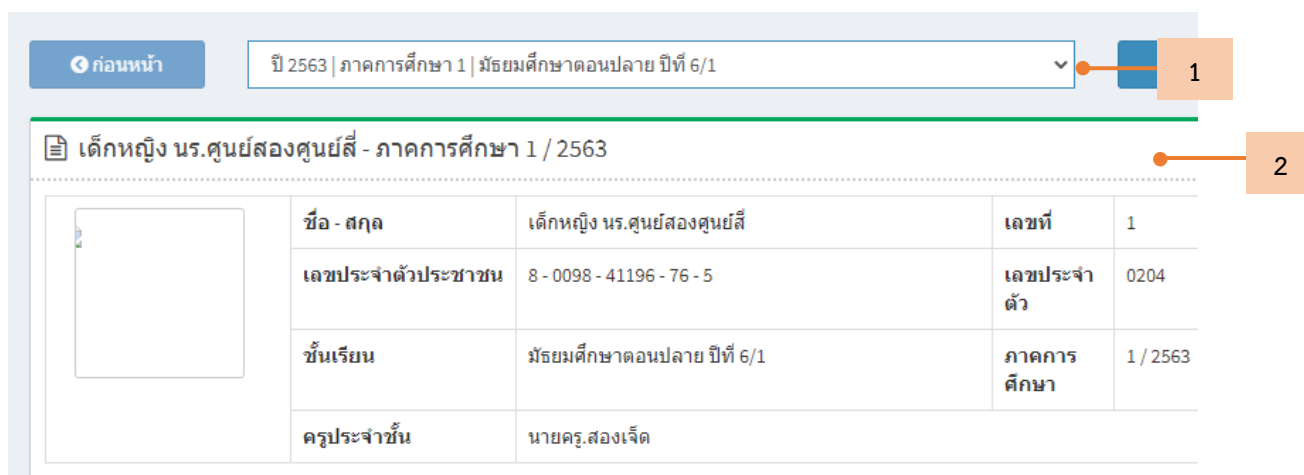 ก่อนหน้า
ปี 2563 | ภาคการศึกษา 1 | มัธยมศึกษาตอนปลาย ปีที่ 6/1
1
เด็กหญิง นร.ศูนย์สองศูนย์สี่ - ภาคการศึกษา 1 / 2563
2
ชื่อ - สกุล เด็กหญิง นร.ศูนย์สองศูนย์สี่ เลขที่ 1
เลขประจำตัวประชาชน 8 - 0098 - 41196 - 76 - 5 เลขประจำ 0204
ตัว
ชั้นเรียน มัธยมศึกษาตอนปลาย ปีที่ 6/1 ภาคการ 1 / 2563
ศึกษา
ครูประจำชั้น นายครู.สองเจ็ด